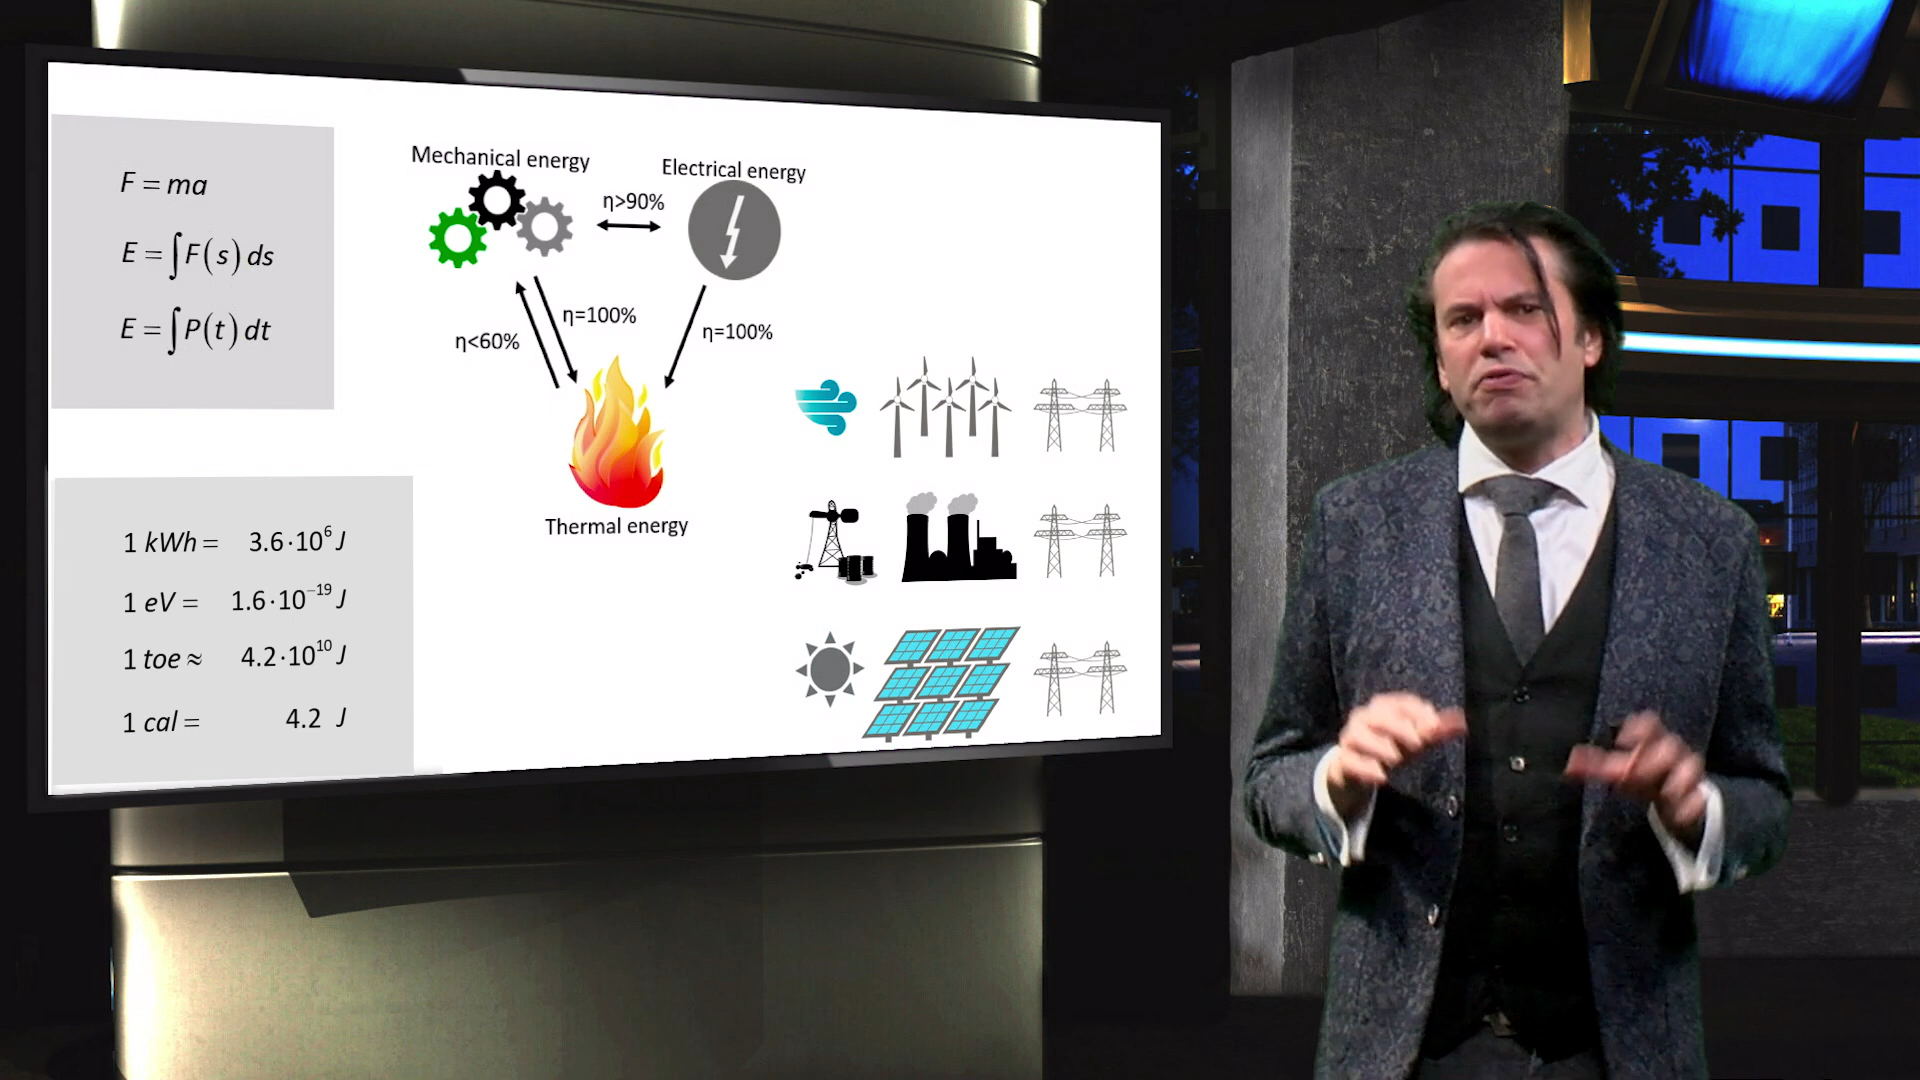 F = ma
E = ∫F(s) ds
E = ∫P(t) dt
Mechanical energy
Electrical energy
η>90%
η=100%
η<60%
η=100%
Thermal energy
1 kWh = 3.6·10⁶ J
1 eV = 1.6·10⁻¹⁹ J
1 toe ≈ 4.2·10¹⁰ J
1 cal = 4.2 J